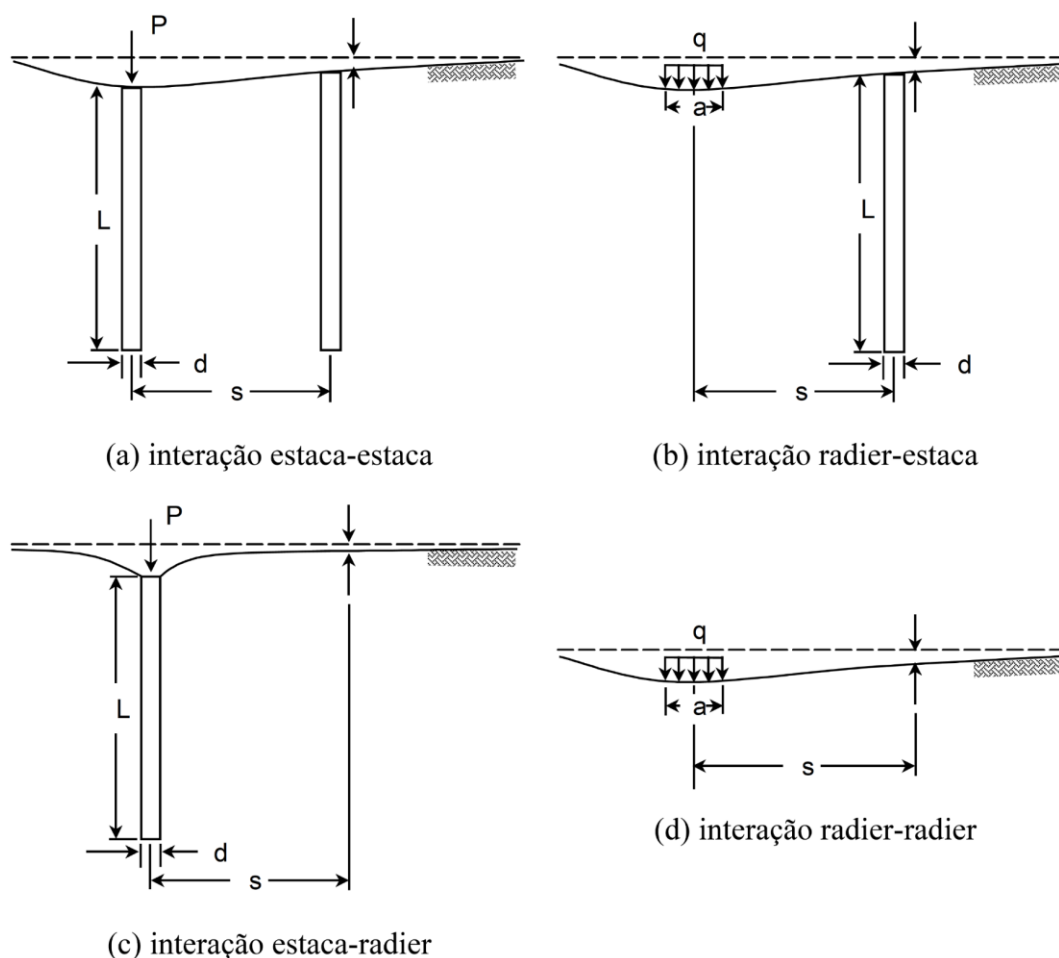 P
L
d
s
(a) interação estaca-estaca
q
a
L
d
s
(b) interação radier-estaca
P
L
d
s
(c) interação estaca-radier
q
a
s
(d) interação radier-radier